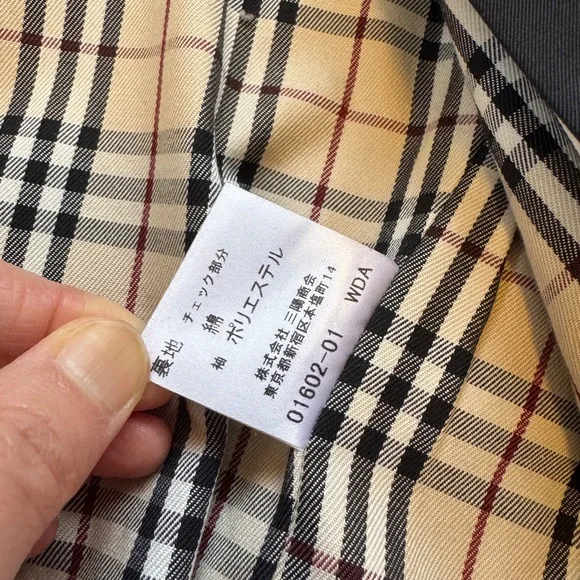 裏地 チェック部分
綿
袖 ポリエステル
株式会社 三陽商会
東京都新宿区本塩町14
01602-01 WDA